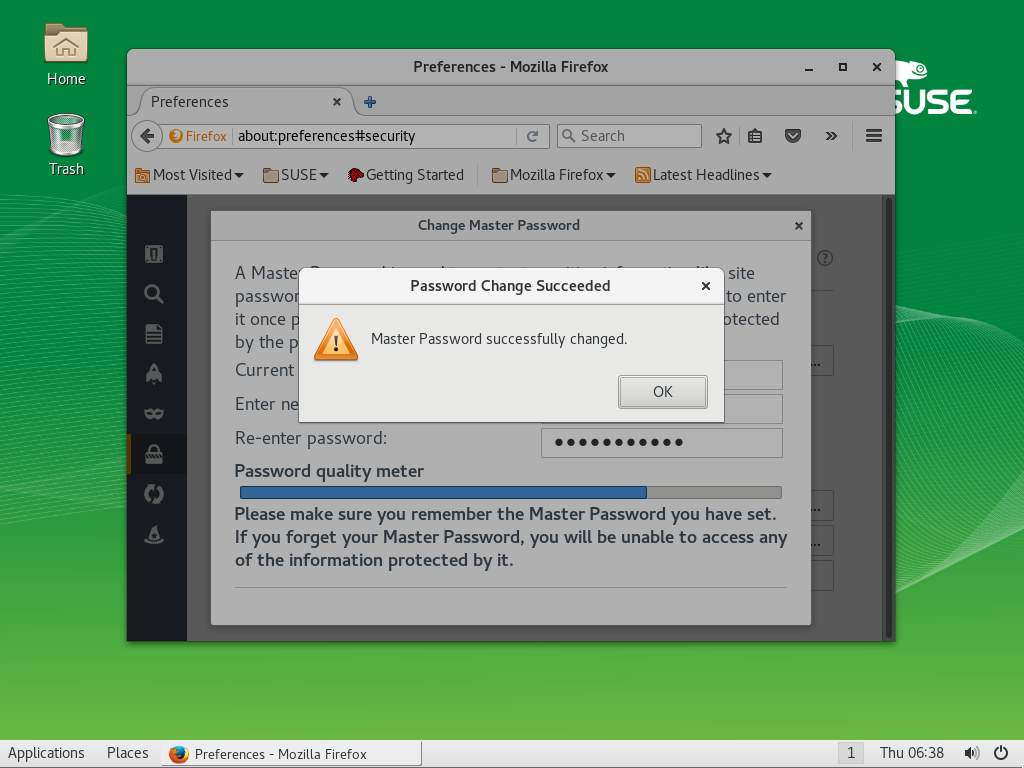 Home
Trash
SUSE
Preferences - Mozilla Firefox
Preferences
Firefox about:preferences#security Search
Most Visited SUSE Getting Started Mozilla Firefox Latest Headlines
Change Master Password
A Master
site
passwor
to enter
it once p
otected
by the p
Password Change Succeeded
Master Password successfully changed.
OK
Current
...
Enter ne
Re-enter password:
Password quality meter
...
Please make sure you remember the Master Password you have set.
If you forget your Master Password, you will be unable to access any
...
of the information protected by it.
Applications Places Preferences - Mozilla Firefox 1 Thu 06:38